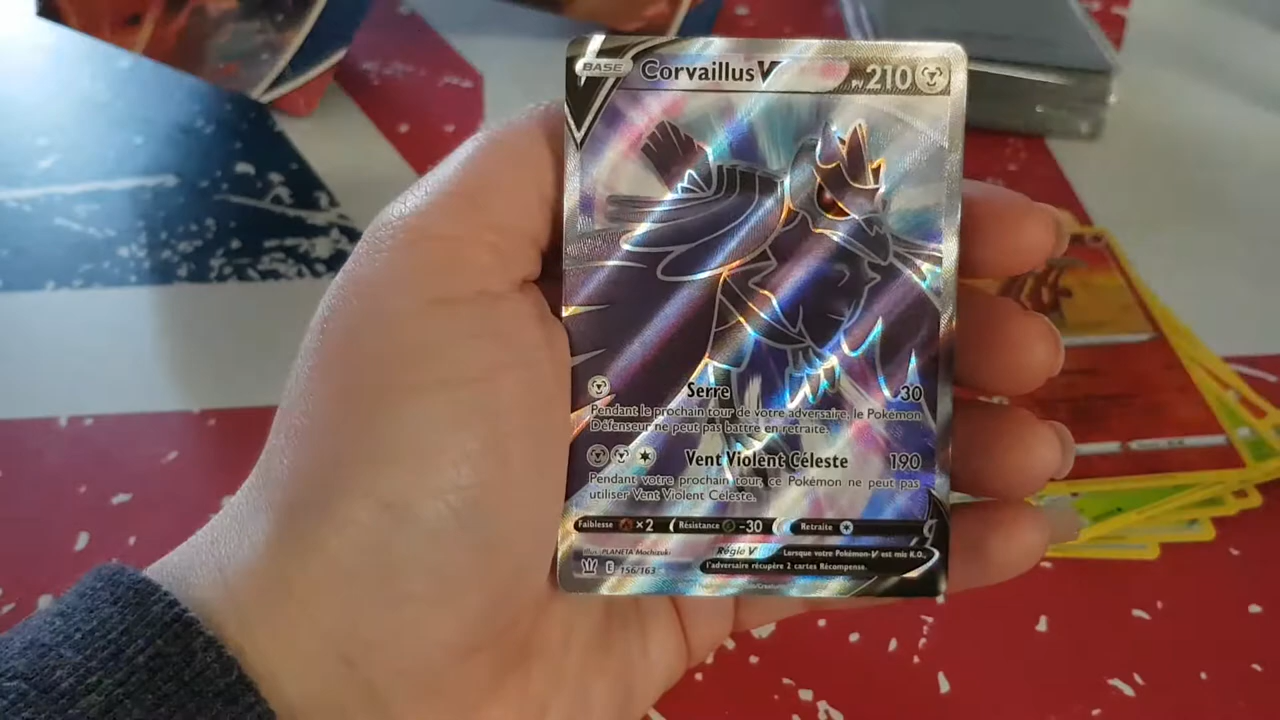 BASE Corvaillus V PV 210
Serre 30
Pendant le prochain tour de votre adversaire, le Pokémon
Défenseur ne peut pas battre en retraite.
Vent Violent Céleste 190
Pendant votre prochain tour, ce Pokémon ne peut pas
utiliser Vent Violent Céleste.
Faiblesse ×2 Résistance -30 Retraite
Illus. PLANETA Mochizuki Règle V Lorsque votre Pokémon-V est mis K.O.,
E 156/163 l'adversaire récupère 2 cartes Récompense.